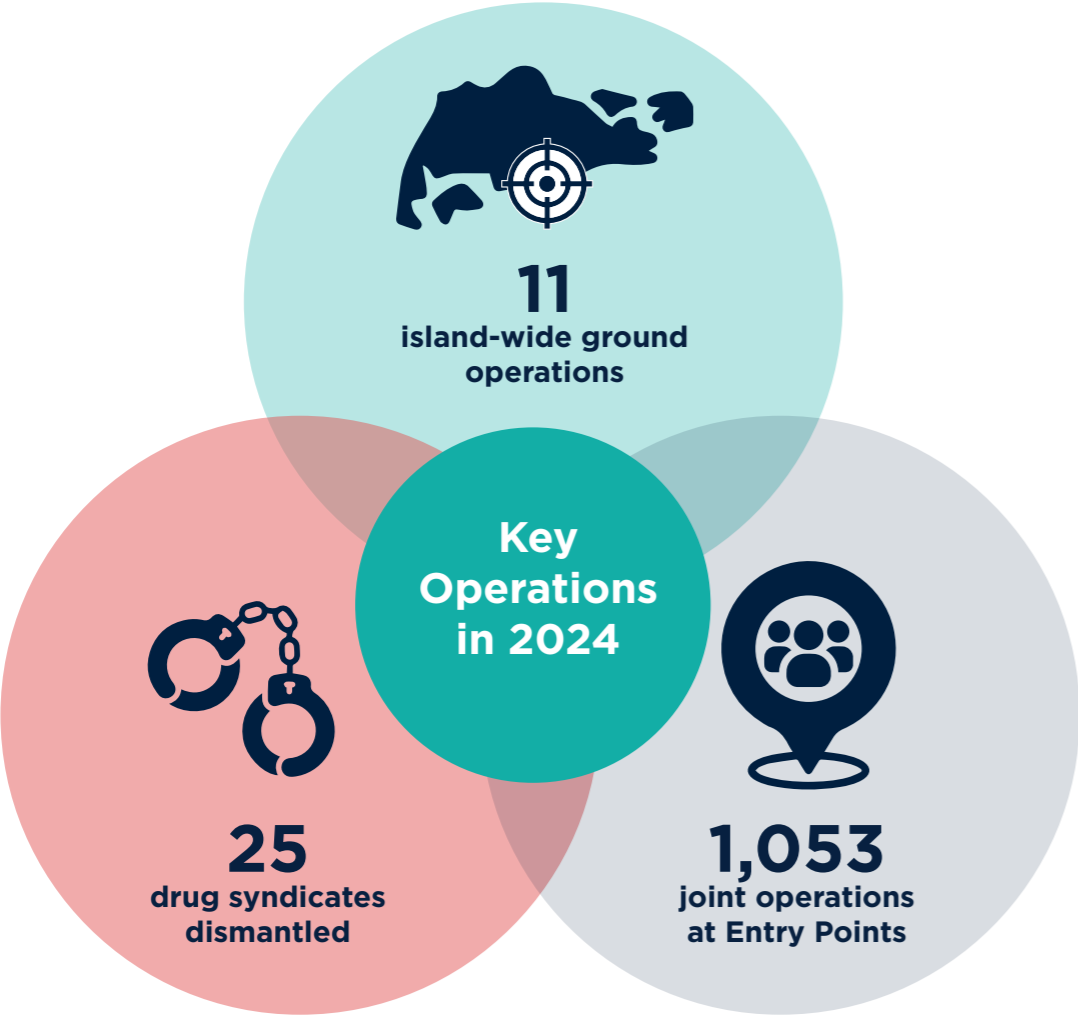 11
island-wide ground
operations
Key
Operations
in 2024
25
drug syndicates
dismantled
1,053
joint operations
at Entry Points